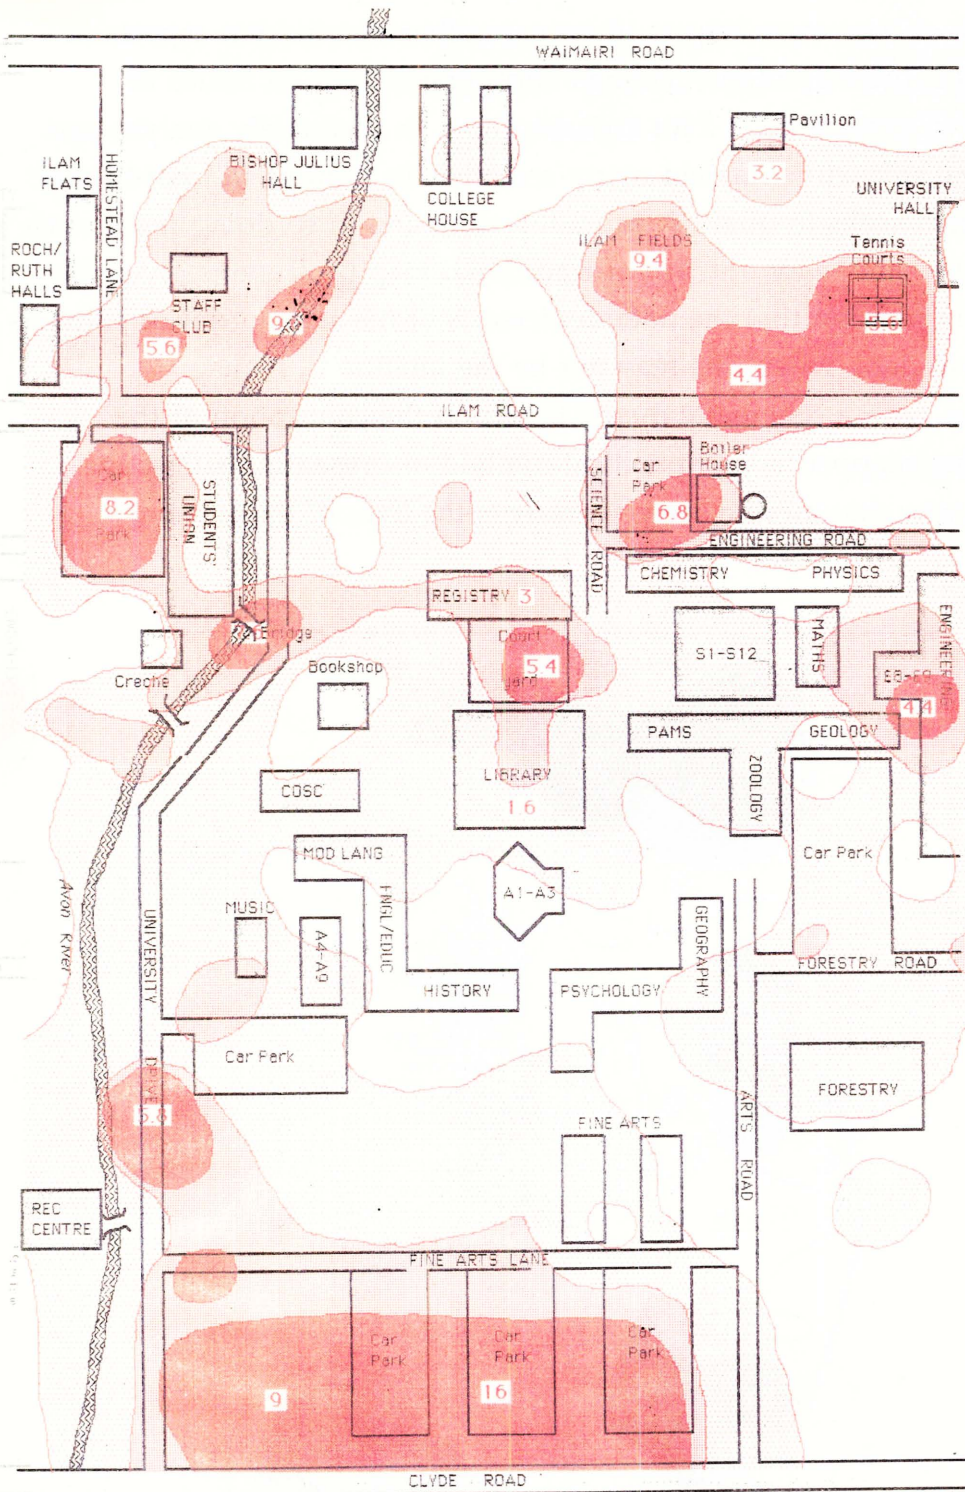 WAIMAIRI ROAD
Pavilion
ILAM
FLATS
HOMESTEAD LANE
BISHOP JULIUS
HALL
COLLEGE
HOUSE
3.2
UNIVERSITY
HALL
ROCH/
RUTH
HALLS
STAFF
CLUB
ILAM FIELDS
9.4
Tennis
Courts
5.6
9
5.6
4.4
ILAM ROAD
Car
Park
8.2
STUDENTS'
UNION
SCIENCE ROAD
Car
Park
6.8
Boiler
House
ENGINEERING ROAD
CHEMISTRY
PHYSICS
REGISTRY 3
Court
Yard
5.4
S1-S12
MATHS
ENGINEERING
4.4
Bridge
Creche
Bookshop
PAMS
GEOLOGY
ZOOLOGY
LIBRARY
1.6
COSC
MOD LANG
ENGL/EDUC
A1-A3
Car Park
Avon River
UNIVERSITY DRIVE
MUSIC
A4-A9
HISTORY
PSYCHOLOGY
GEOGRAPHY
FORESTRY ROAD
Car Park
5.8
FORESTRY
ARTS ROAD
FINE ARTS
REC
CENTRE
FINE ARTS LANE
Car
Park
Car
Park
Car
Park
9
16
CLYDE ROAD